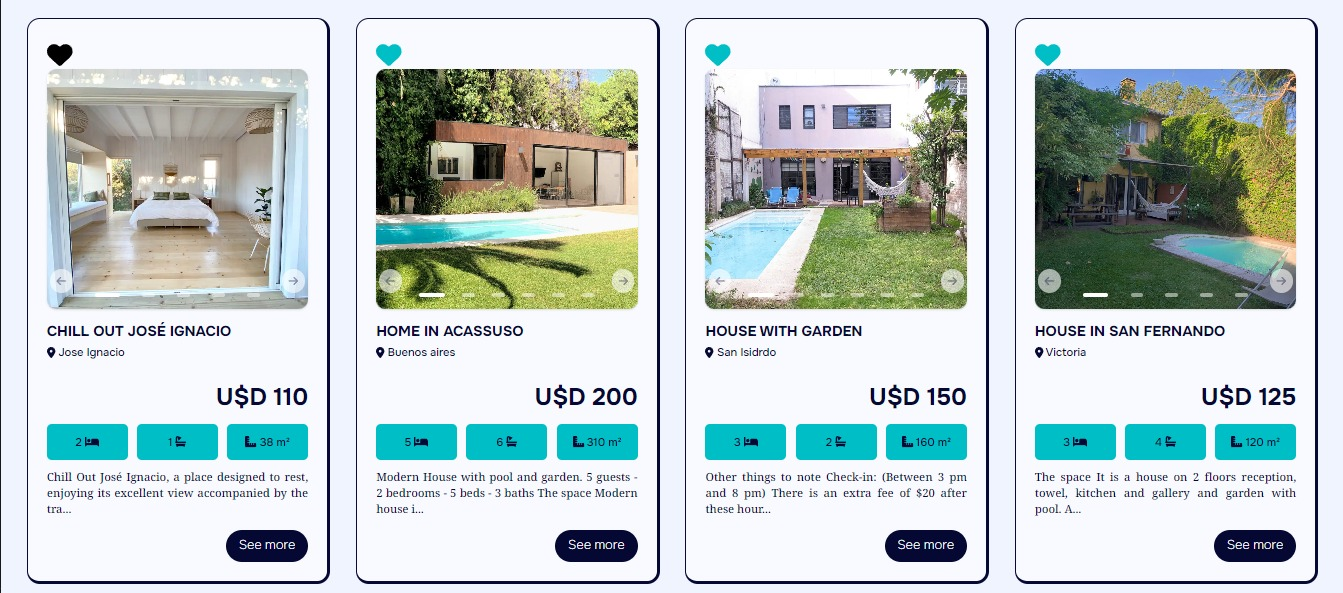 CHILL OUT JOSÉ IGNACIO
Jose Ignacio
U$D 110
2
1
38 m²
Chill Out José Ignacio, a place designed to rest,
enjoying its excellent view accompanied by the
tra...
See more
HOME IN ACASSUSO
Buenos aires
U$D 200
5
6
310 m²
Modern House with pool and garden. 5 guests -
2 bedrooms - 5 beds - 3 baths The space Modern
house i...
See more
HOUSE WITH GARDEN
San Isidrdo
U$D 150
3
2
160 m²
Other things to note Check-in: (Between 3 pm
and 8 pm) There is an extra fee of $20 after
these hour...
See more
HOUSE IN SAN FERNANDO
Victoria
U$D 125
3
4
120 m²
The space It is a house on 2 floors reception,
towel, kitchen and gallery and garden with
pool. A...
See more